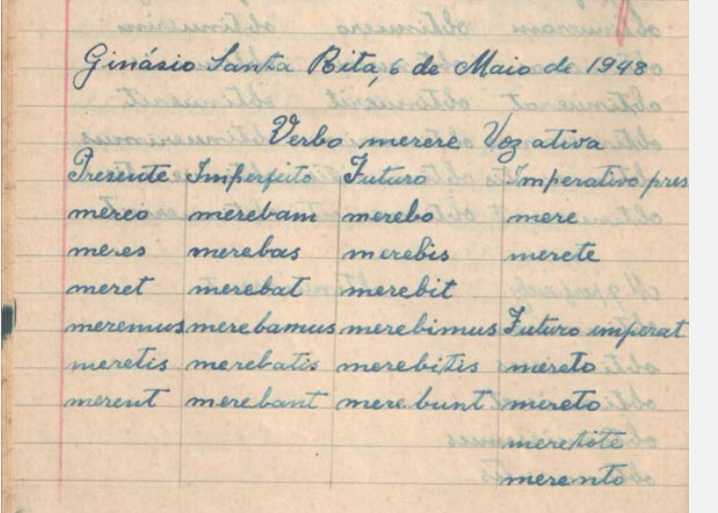 Ginásio Santa Rita, 6 de Maio de 1948
Verbo merere Voz ativa
Presente Imperfeito Futuro Imperativo pres
mereo merebam merebo mere
meres merebas merebis merete
meret merebat merebit
meremus merebamus merebimus Futuro imperat
meretis merebatis merebitis mereto
merent merebant merebunt mereto
meretote
merento